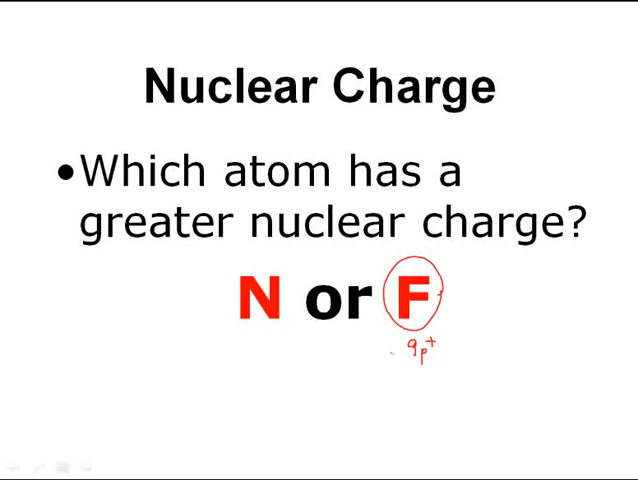 Nuclear Charge
•Which atom has a
greater nuclear charge?
N or F
9p+